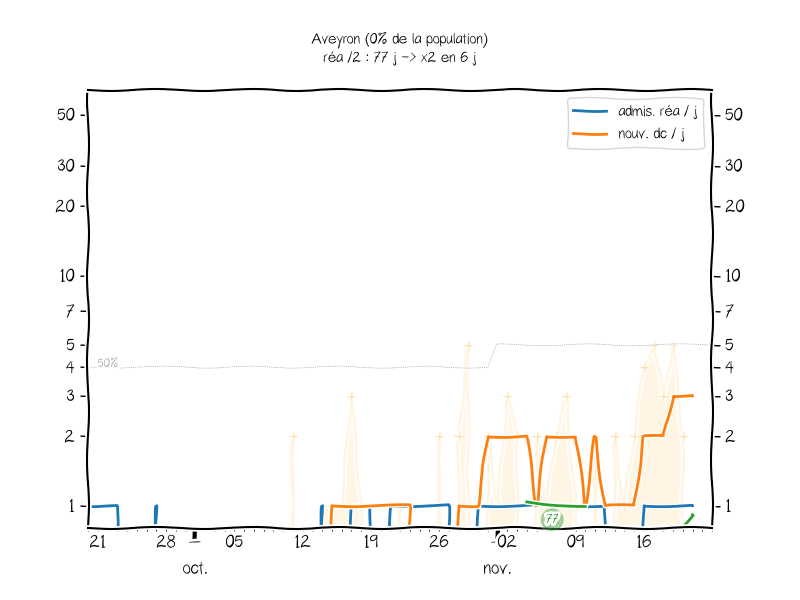 Aveyron (0% de la population)
réa /2 : 77 j -> x2 en 6 j
admis. réa / j
nouv. dc / j
50 50
30 30
20 20
10 10
7 7
5 5
4 4
3 3
2 2
1 1
50%
77
21 28 05 12 19 26 02 09 16
oct. nov.